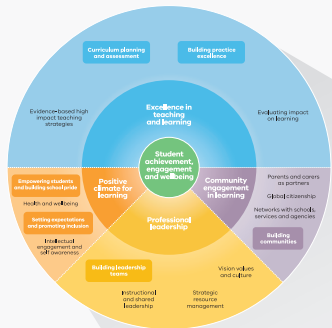 Curriculum planning
and assessment
Building practice
excellence
Evidence-based high
impact teaching
strategies
Excellence in
teaching
and learning
Evaluating impact
on learning
Student
achievement,
engagement
and wellbeing
Empowering students
and building school pride
Health and wellbeing
Setting expectations
and promoting inclusion
Intellectual
engagement and
self awareness
Positive
climate for
learning
Community
engagement
in learning
Parents and carers
as partners
Global citizenship
Networks with schools,
services and agencies
Building
communities
Professional
leadership
Building leadership
teams
Instructional
and shared
leadership
Strategic
resource
management
Vision values
and culture